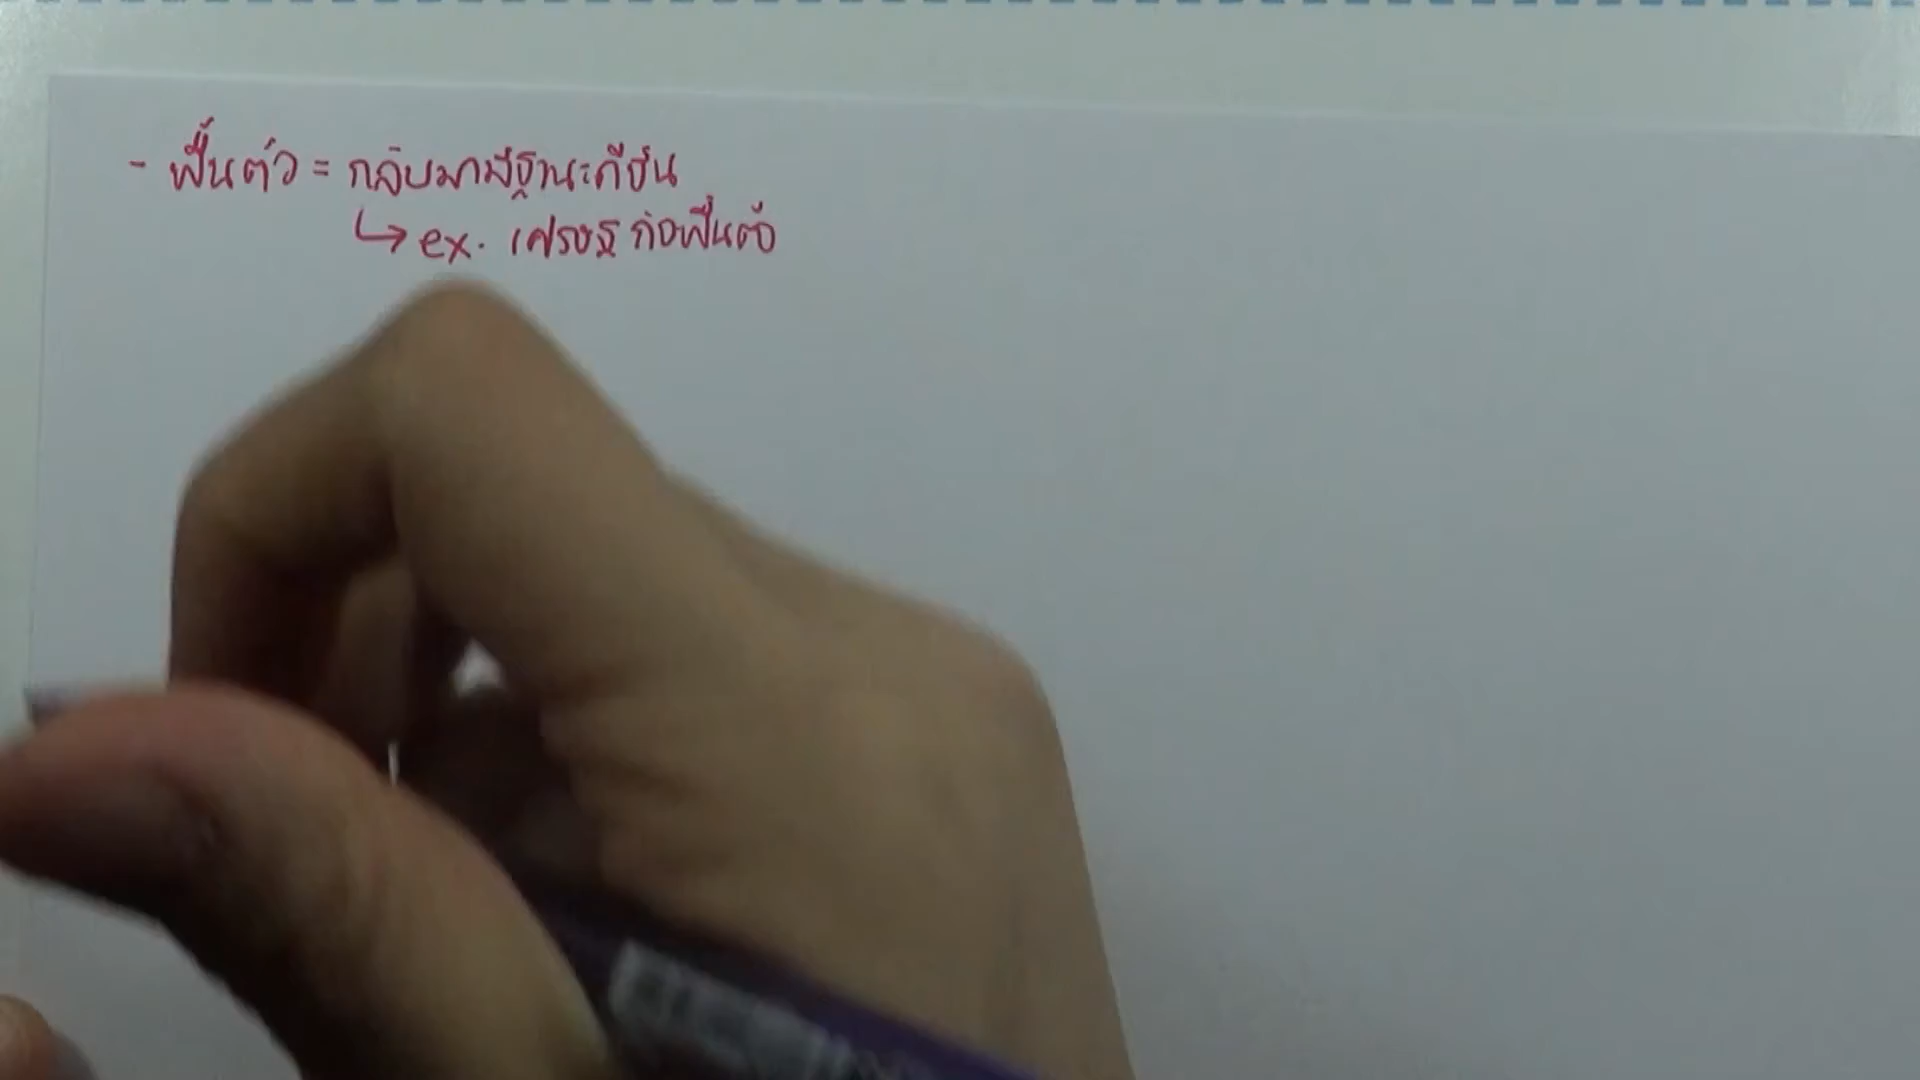 - ฟื้นตัว = กลับมามีฐานะดีขึ้น
↳ ex. เศรษฐกิจฟื้นตัว